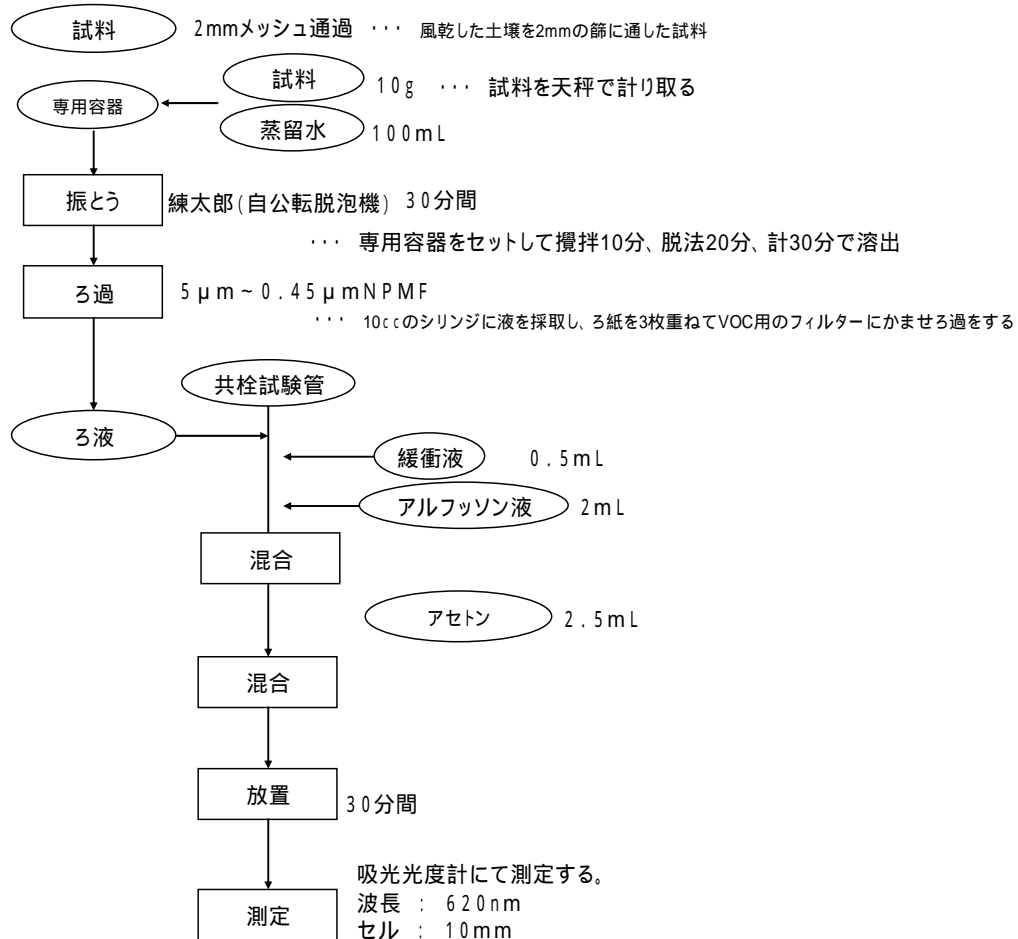 試料 2mmメッシュ通過 ･･･ 風乾した土壌を2mmの篩に通した試料
試料 10g ･･･ 試料を天秤で計り取る
専用容器
蒸留水 100mL
振とう 練太郎(自公転脱泡機) 30分間
･･･ 専用容器をセットして攪拌10分、脱法20分、計30分で溶出
ろ過 5μm~0.45μmNPMF
･･･ 10ccのシリンジに液を採取し、ろ紙を3枚重ねてVOC用のフィルターにかませろ過をする
共栓試験管
ろ液
緩衝液 0.5mL
アルフッソン液 2mL
混合
アセトン 2.5mL
混合
放置 30分間
吸光光度計にて測定する。
測定 波長 : 620nm
セル : 10mm